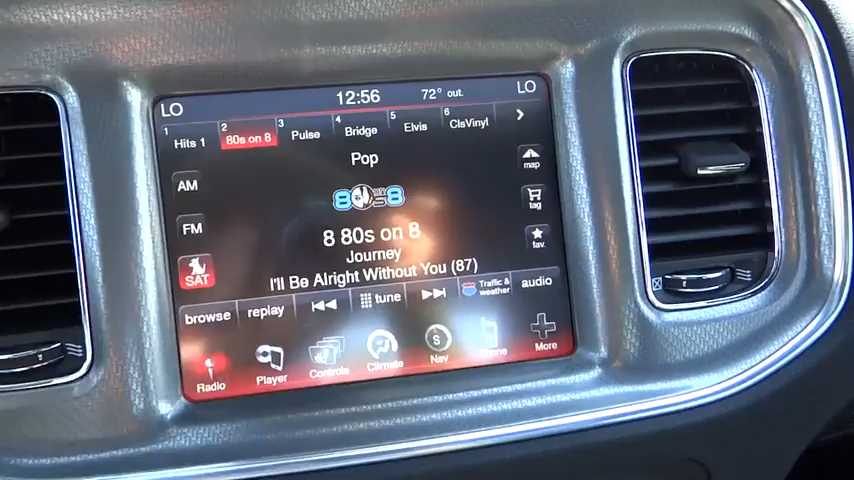 LO 12:56 72° out. LO
1 Hits 1 2 80s on 8 3 Pulse 4 Bridge 5 Elvis 6 ClsVinyl
Pop
map
AM
tag
FM
8 80s on 8
fav.
Journey
SAT
I'll Be Alright Without You (87)
browse replay tune Traffic & weather audio
Radio Player Controls Climate Nav Phone More